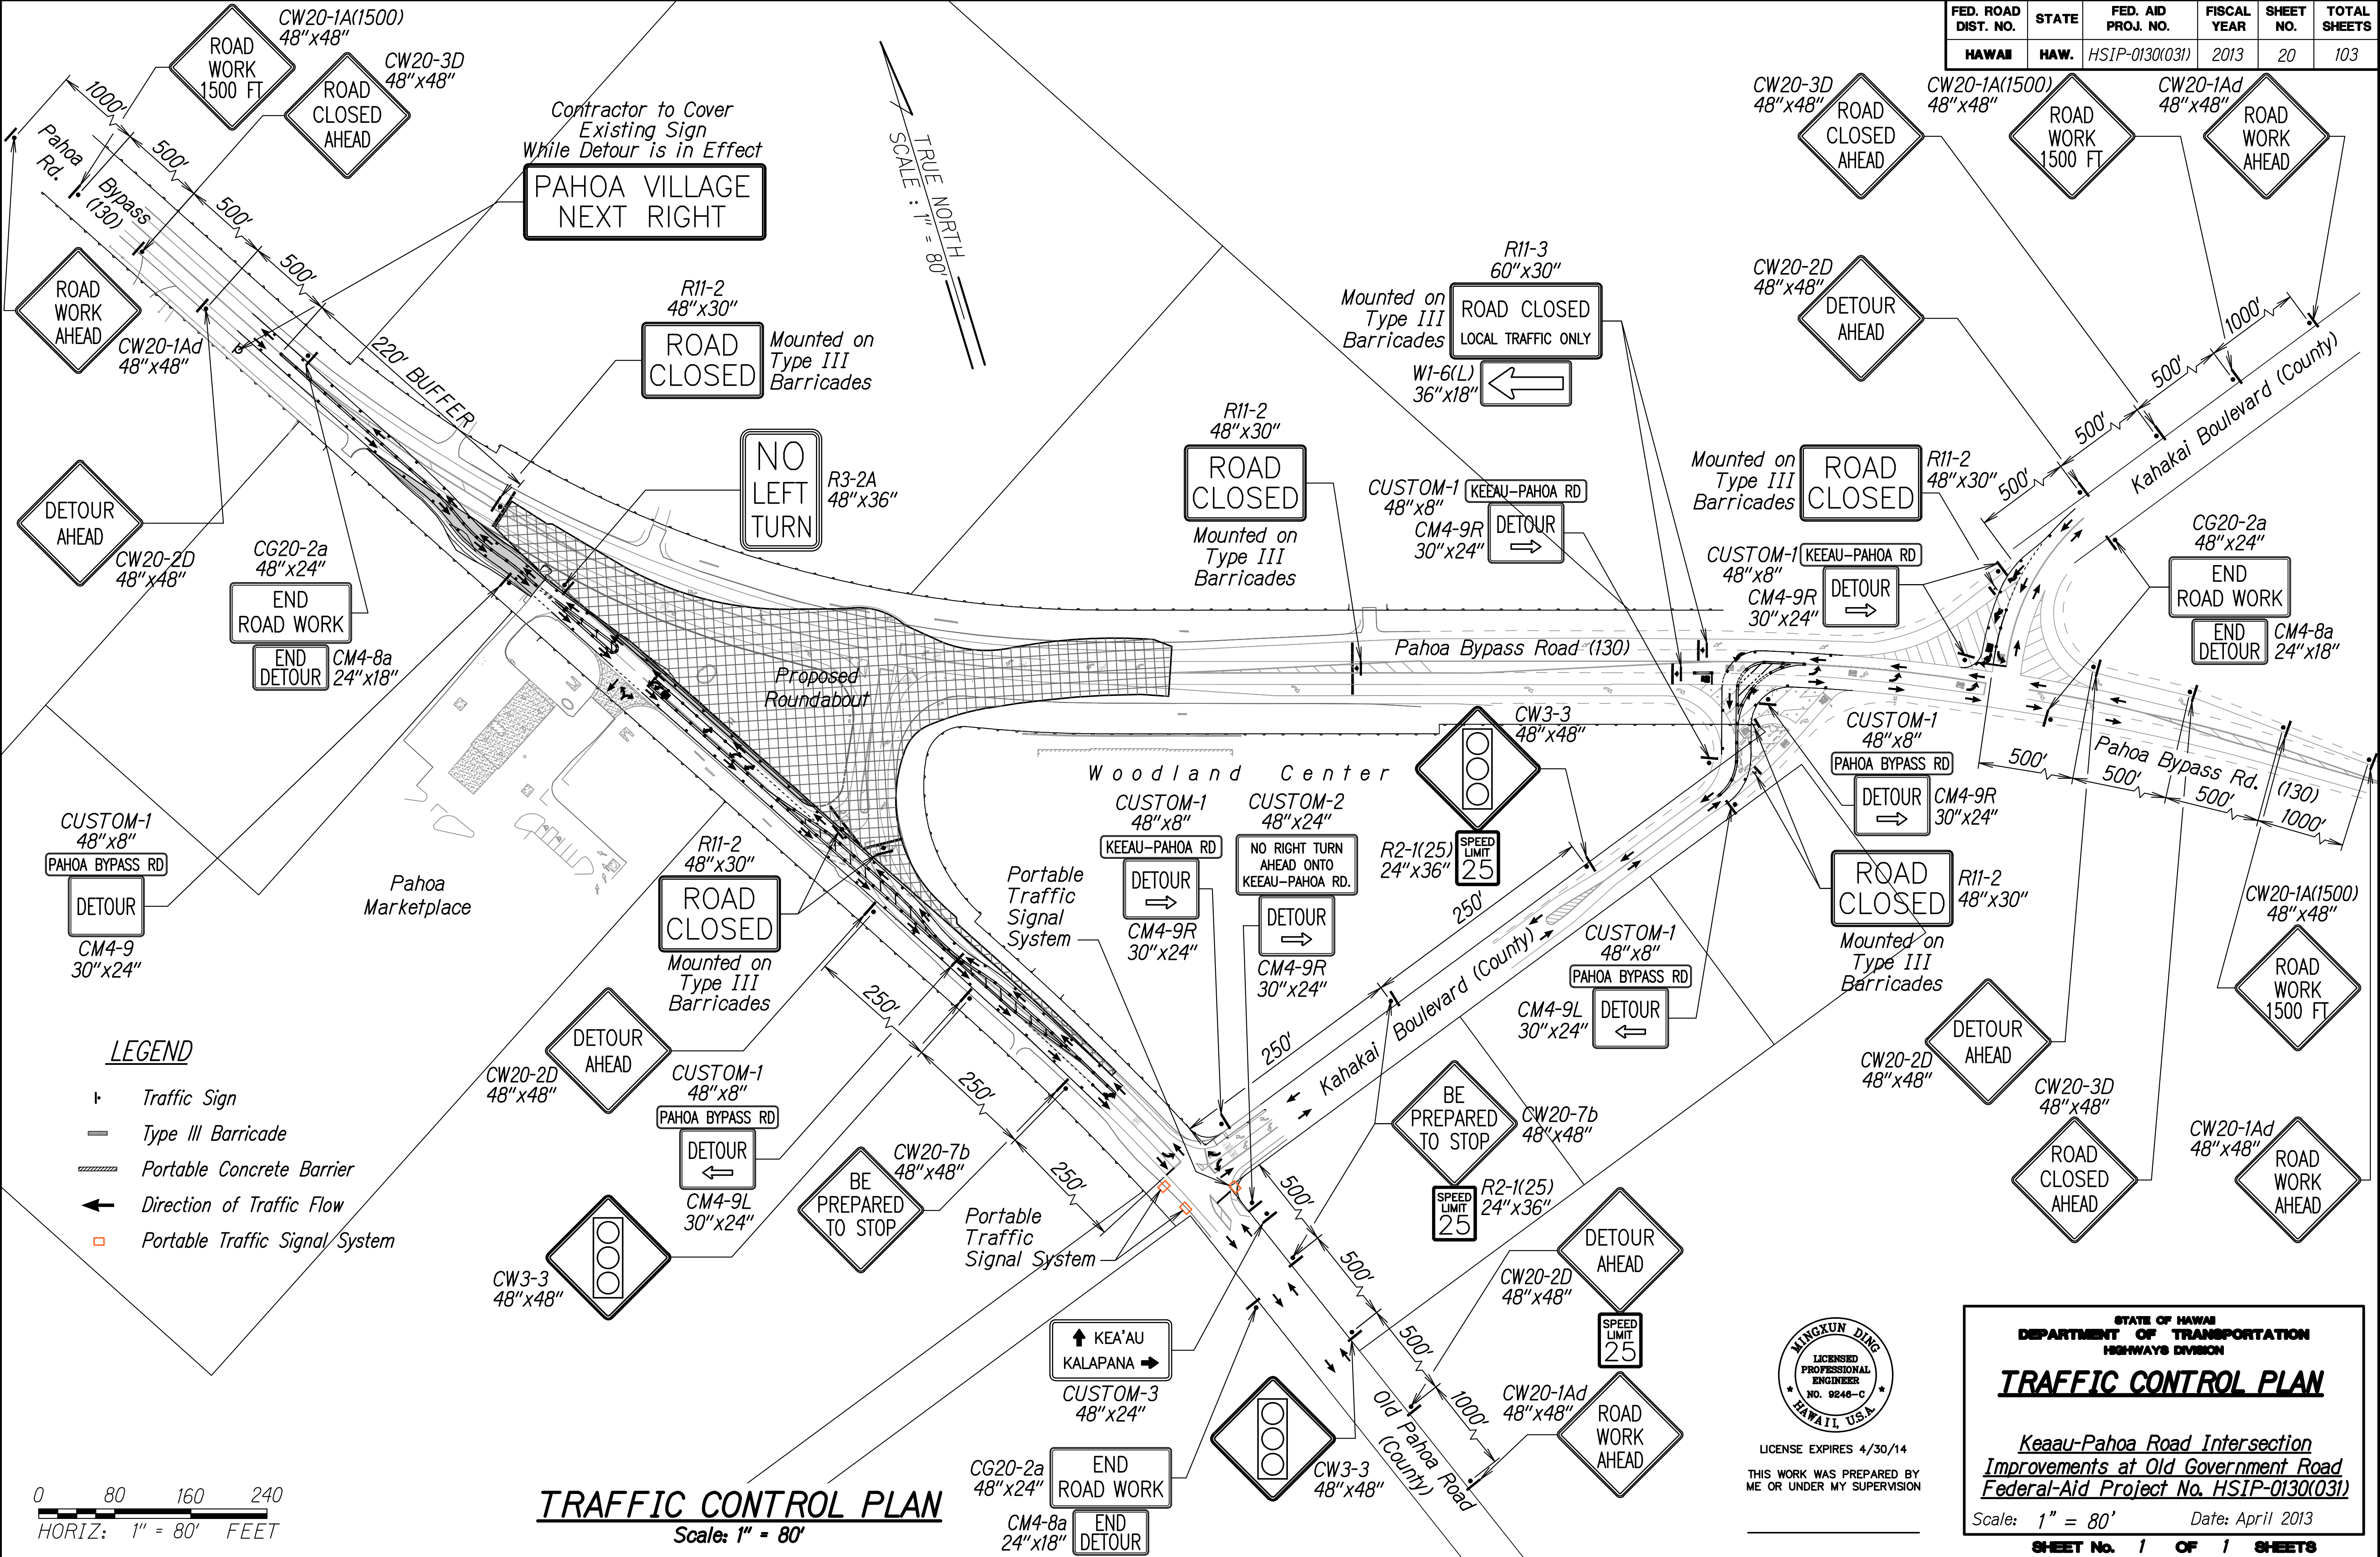 FED. ROAD DIST. NO.
STATE
FED. AID PROJ. NO.
FISCAL YEAR
SHEET NO.
TOTAL SHEETS
HAWAII
HAW.
HSIP-0130(031)
2013
20
103
CW20-1A(1500)
48"x48"
ROAD
WORK
1500 FT
CW20-3D
48"x48"
ROAD
CLOSED
AHEAD
1000'
500'
500'
500'
220' BUFFER
Pahoa
Rd.
Bypass
(130)
Contractor to Cover
Existing Sign
While Detour is in Effect
PAHOA VILLAGE
NEXT RIGHT
TRUE NORTH
SCALE : 1" = 80'
ROAD
WORK
AHEAD
CW20-1Ad
48"x48"
R11-2
48"x30"
ROAD
CLOSED
Mounted on
Type III
Barricades
NO
LEFT
TURN
R3-2A
48"x36"
DETOUR
AHEAD
CW20-2D
48"x48"
CG20-2a
48"x24"
END
ROAD WORK
END
DETOUR
CM4-8a
24"x18"
R11-3
60"x30"
Mounted on
Type III
Barricades
ROAD CLOSED
LOCAL TRAFFIC ONLY
W1-6(L)
36"x18"
R11-2
48"x30"
ROAD
CLOSED
Mounted on
Type III
Barricades
CUSTOM-1
48"x8"
KEEAU-PAHOA RD
CM4-9R
30"x24"
DETOUR
CW20-3D
48"x48"
ROAD
CLOSED
AHEAD
CW20-1A(1500)
48"x48"
ROAD
WORK
1500 FT
CW20-1Ad
48"x48"
ROAD
WORK
AHEAD
CW20-2D
48"x48"
DETOUR
AHEAD
1000'
500'
500'
500'
Kahakai Boulevard (County)
Mounted on
Type III
Barricades
ROAD
CLOSED
R11-2
48"x30"
CUSTOM-1
48"x8"
KEEAU-PAHOA RD
CM4-9R
30"x24"
DETOUR
CG20-2a
48"x24"
END
ROAD WORK
END
DETOUR
CM4-8a
24"x18"
Pahoa Bypass Road (130)
Proposed
Roundabout
Woodland Center
CW3-3
48"x48"
R2-1(25)
24"x36"
SPEED
LIMIT
25
CUSTOM-1
48"x8"
PAHOA BYPASS RD
DETOUR
CM4-9R
30"x24"
500'
500'
500'
1000'
Pahoa Bypass Rd.
(130)
CUSTOM-1
48"x8"
PAHOA BYPASS RD
DETOUR
CM4-9
30"x24"
Pahoa
Marketplace
R11-2
48"x30"
ROAD
CLOSED
Mounted on
Type III
Barricades
CUSTOM-1
48"x8"
KEEAU-PAHOA RD
DETOUR
CM4-9R
30"x24"
CUSTOM-2
48"x24"
NO RIGHT TURN
AHEAD ONTO
KEEAU-PAHOA RD.
DETOUR
CM4-9R
30"x24"
Portable
Traffic
Signal
System
250'
250'
Kahakai Boulevard (County)
CUSTOM-1
48"x8"
PAHOA BYPASS RD
CM4-9L
30"x24"
DETOUR
ROAD
CLOSED
R11-2
48"x30"
Mounted on
Type III
Barricades
CW20-1A(1500)
48"x48"
ROAD
WORK
1500 FT
DETOUR
AHEAD
CW20-2D
48"x48"
CW20-3D
48"x48"
ROAD
CLOSED
AHEAD
CW20-1Ad
48"x48"
ROAD
WORK
AHEAD
LEGEND
Traffic Sign
Type III Barricade
Portable Concrete Barrier
Direction of Traffic Flow
Portable Traffic Signal System
DETOUR
AHEAD
CW20-2D
48"x48"
CUSTOM-1
48"x8"
PAHOA BYPASS RD
DETOUR
CM4-9L
30"x24"
CW3-3
48"x48"
250'
250'
250'
CW20-7b
48"x48"
BE
PREPARED
TO STOP
Portable
Traffic
Signal System
BE
PREPARED
TO STOP
CW20-7b
48"x48"
SPEED
LIMIT
25
R2-1(25)
24"x36"
500'
500'
500'
1000'
DETOUR
AHEAD
CW20-2D
48"x48"
SPEED
LIMIT
25
CW20-1Ad
48"x48"
ROAD
WORK
AHEAD
Old Pahoa Road
(County)
KEA'AU
KALAPANA
CUSTOM-3
48"x24"
CG20-2a
48"x24"
END
ROAD WORK
CM4-8a
24"x18"
END
DETOUR
CW3-3
48"x48"
0 80 160 240
HORIZ: 1" = 80' FEET
TRAFFIC CONTROL PLAN
Scale: 1" = 80'
MINGXUN DING
LICENSED
PROFESSIONAL
ENGINEER
NO. 9246-C
HAWAII, U.S.A.
LICENSE EXPIRES 4/30/14
THIS WORK WAS PREPARED BY
ME OR UNDER MY SUPERVISION
STATE OF HAWAII
DEPARTMENT OF TRANSPORTATION
HIGHWAYS DIVISION
TRAFFIC CONTROL PLAN
Keaau-Pahoa Road Intersection
Improvements at Old Government Road
Federal-Aid Project No. HSIP-0130(031)
Scale: 1" = 80' Date: April 2013
SHEET No. 1 OF 1 SHEETS